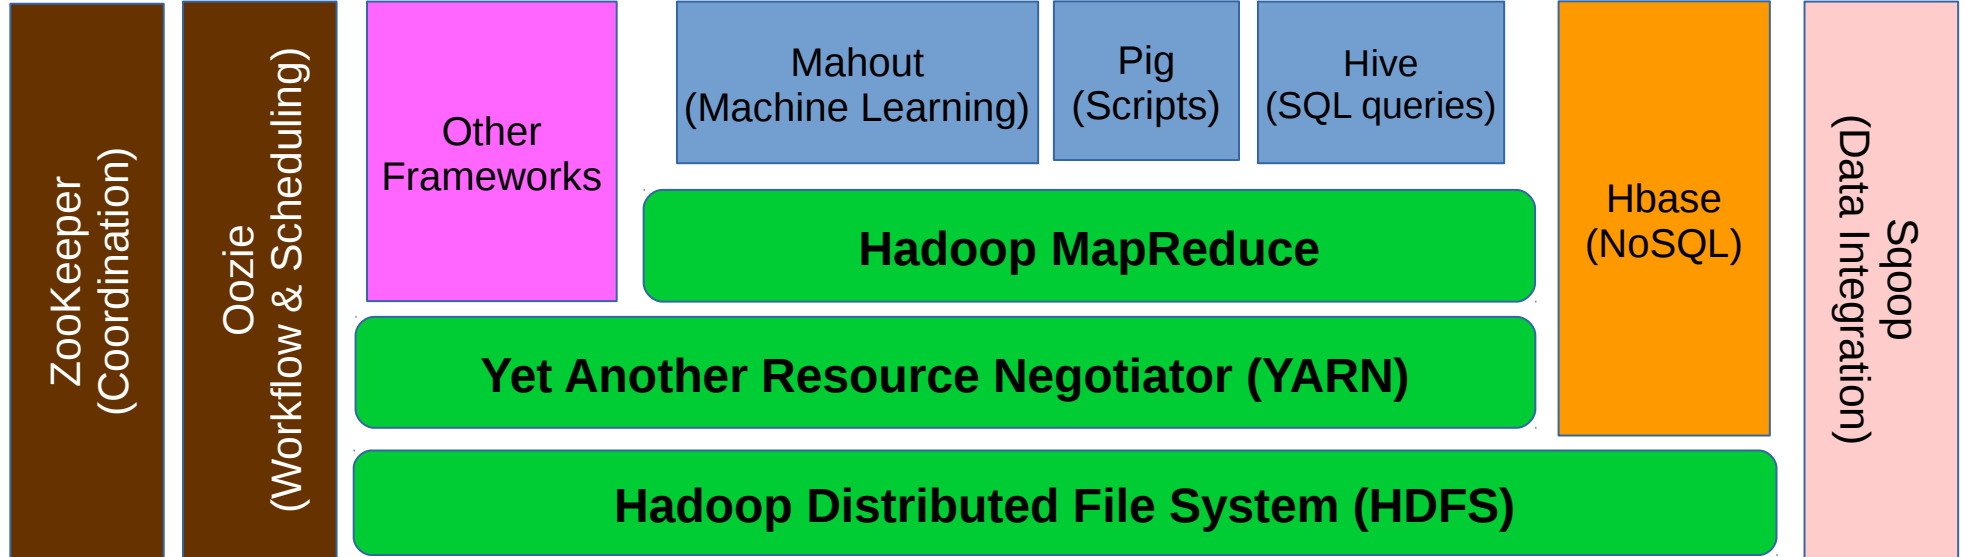 ZooKeeper
(Coordination)
Oozie
(Workflow & Scheduling)
Other
Frameworks
Mahout
(Machine Learning)
Pig
(Scripts)
Hive
(SQL queries)
Hadoop MapReduce
Yet Another Resource Negotiator (YARN)
Hadoop Distributed File System (HDFS)
Hbase
(NoSQL)
Sqoop
(Data Integration)